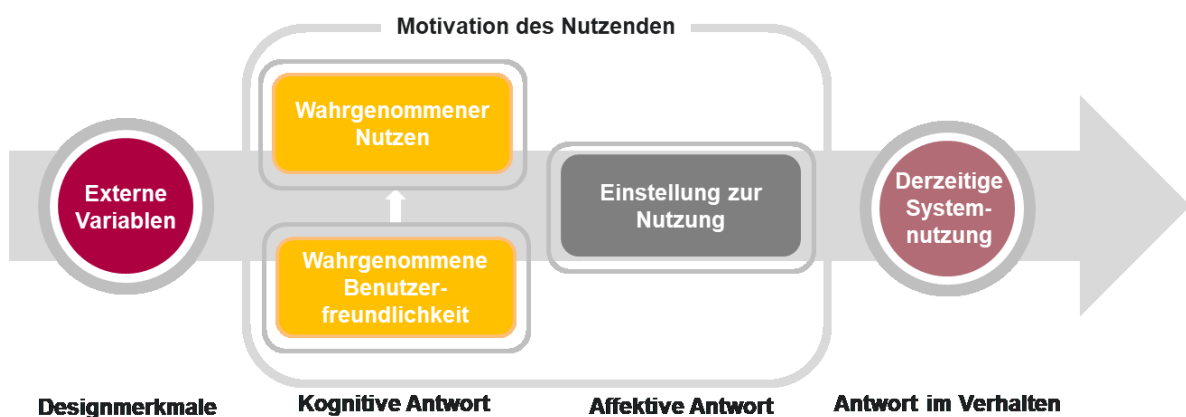 Motivation des Nutzenden
Wahrgenommener
Nutzen
Externe
Variablen
Einstellung zur
Nutzung
Derzeitige
System-
nutzung
Wahrgenommene
Benutzer-
freundlichkeit
Designmerkmale
Kognitive Antwort
Affektive Antwort
Antwort im Verhalten